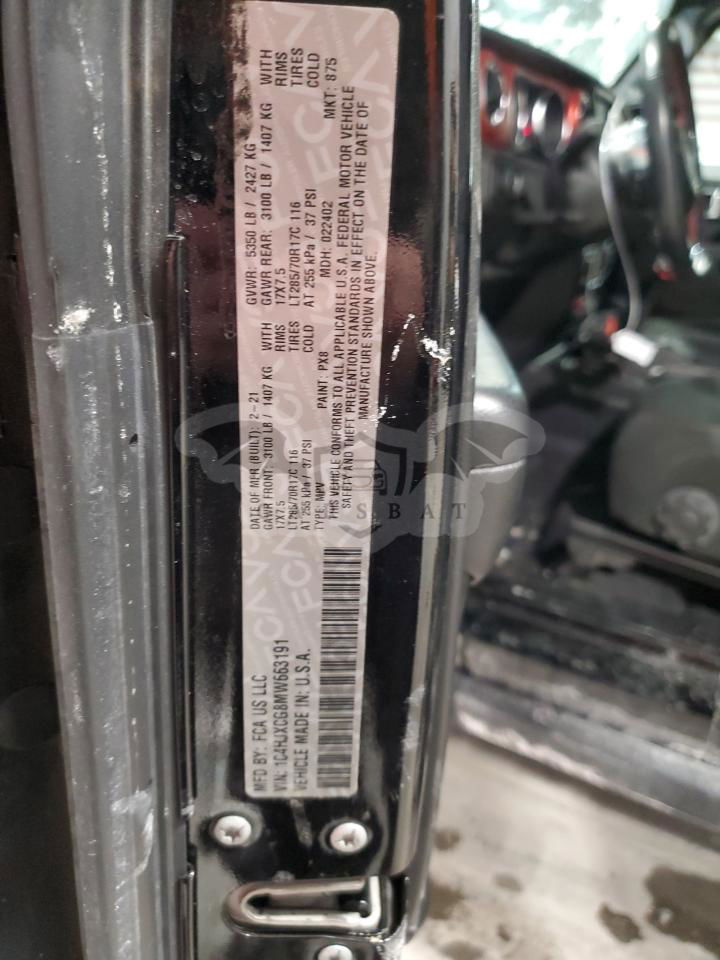 MFD BY: FCA US LLC
DATE OF MFR (BUILT): 2-21
GVWR: 5350 LB / 2427 KG
VIN: 1C4HJXCG8MW663191
GAWR FRONT: 3100 LB / 1407 KG WITH
GAWR REAR: 3100 LB / 1407 KG WITH
VEHICLE MADE IN: U.S.A.
17X7.5 RIMS
17X7.5 RIMS
LT285/70R17C 116 TIRES
LT285/70R17C 116 TIRES
AT 255 kPa / 37 PSI COLD
AT 255 kPa / 37 PSI COLD
TYPE: MPV PAINT: PX8 MDH: 022402 MKT: 875
THIS VEHICLE CONFORMS TO ALL APPLICABLE U.S.A. FEDERAL MOTOR VEHICLE
SAFETY AND THEFT PREVENTION STANDARDS IN EFFECT ON THE DATE OF
MANUFACTURE SHOWN ABOVE.
FCA